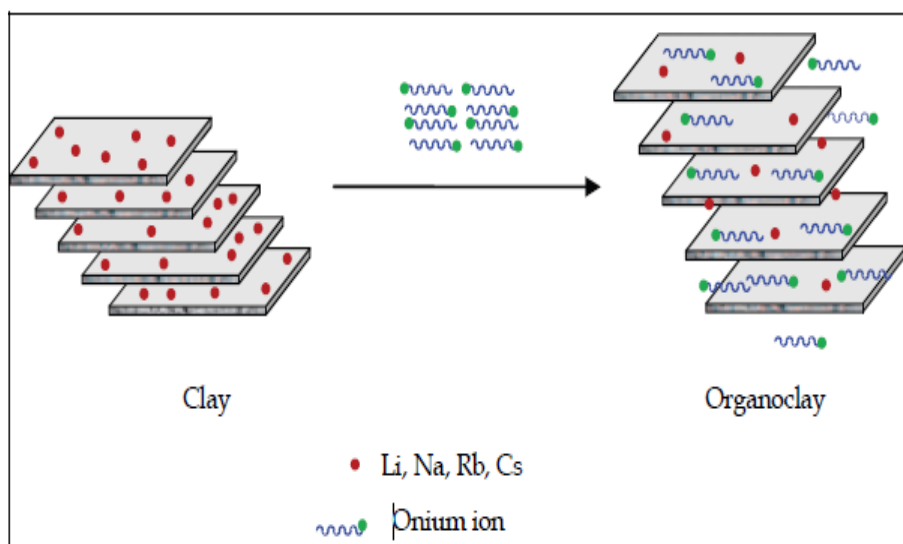 Clay
Organoclay
Li, Na, Rb, Cs
Onium ion